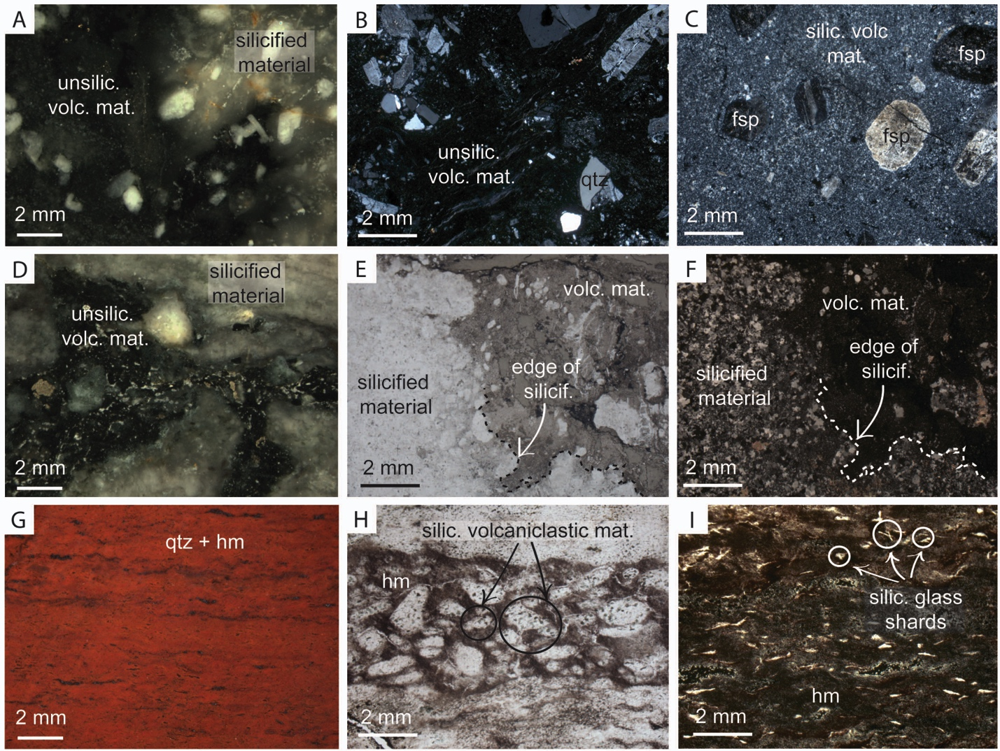 A
silicified
material
unsilic.
volc. mat.
2 mm
B
unsilic.
volc. mat.
qtz
2 mm
C
silic. volc
mat.
fsp
fsp
fsp
2 mm
D
silicified
material
unsilic.
volc. mat.
2 mm
E
volc. mat.
edge of
silicif.
silicified
material
2 mm
F
volc. mat.
edge of
silicif.
silicified
material
2 mm
G
qtz + hm
2 mm
H
silic. volcaniclastic mat.
hm
2 mm
I
silic. glass
shards
hm
2 mm